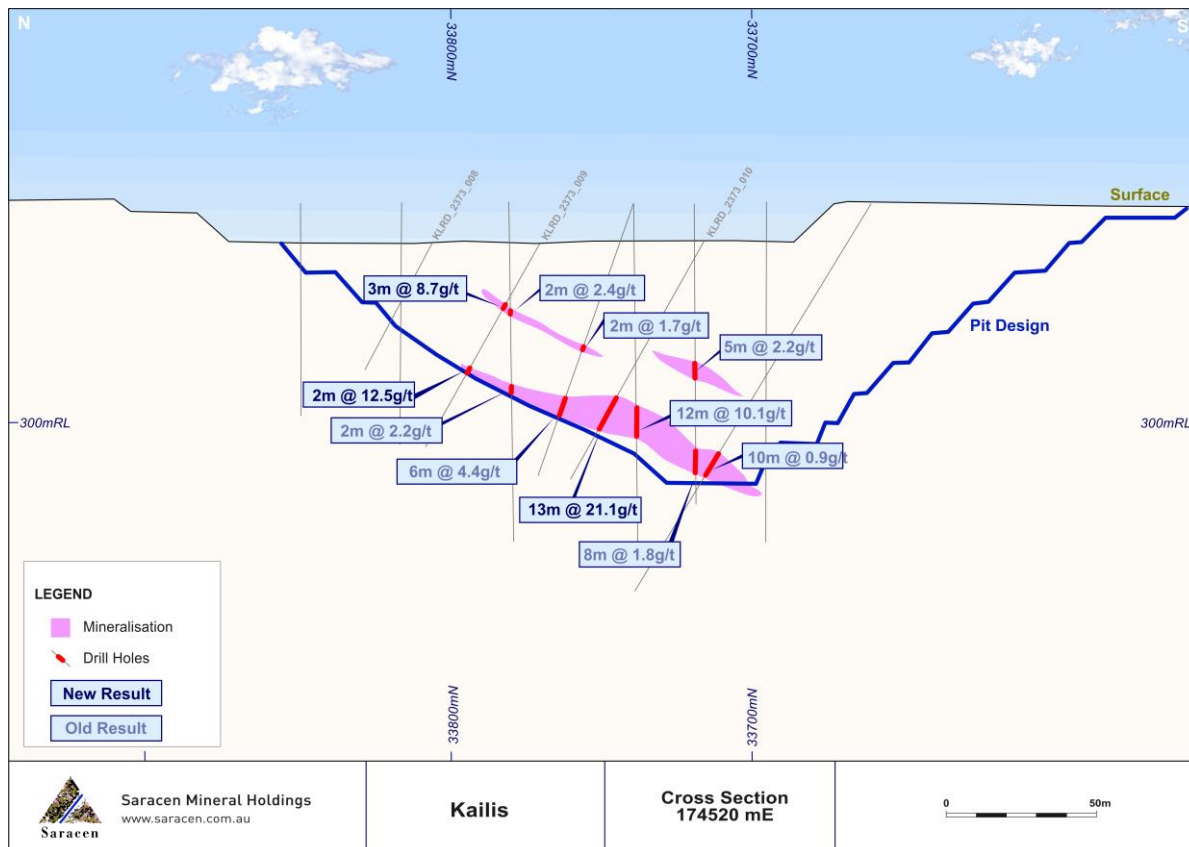 N
S
33800mN
33700mN
KLRD_2373_008
KLRD_2373_009
KLRD_2373_010
Surface
3m @ 8.7g/t
2m @ 2.4g/t
2m @ 1.7g/t
Pit Design
5m @ 2.2g/t
2m @ 12.5g/t
300mRL
300mRL
2m @ 2.2g/t
12m @ 10.1g/t
6m @ 4.4g/t
10m @ 0.9g/t
13m @ 21.1g/t
8m @ 1.8g/t
LEGEND
Mineralisation
Drill Holes
New Result
Old Result
33800mN
33700mN
Saracen
Saracen Mineral Holdings
www.saracen.com.au
Kailis
Cross Section
174520 mE
0
50m